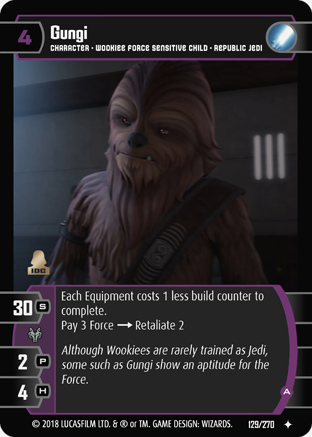 4
Gungi
CHARACTER - WOOKIEE FORCE SENSITIVE CHILD - REPUBLIC JEDI
IDC
30 S
Each Equipment costs 1 less build counter to
complete.
Pay 3 Force → Retaliate 2
2 P
Although Wookiees are rarely trained as Jedi,
some such as Gungi show an aptitude for the
Force.
4 H
A
© 2018 LUCASFILM LTD. & ® or TM. GAME DESIGN: WIZARDS.
129/270